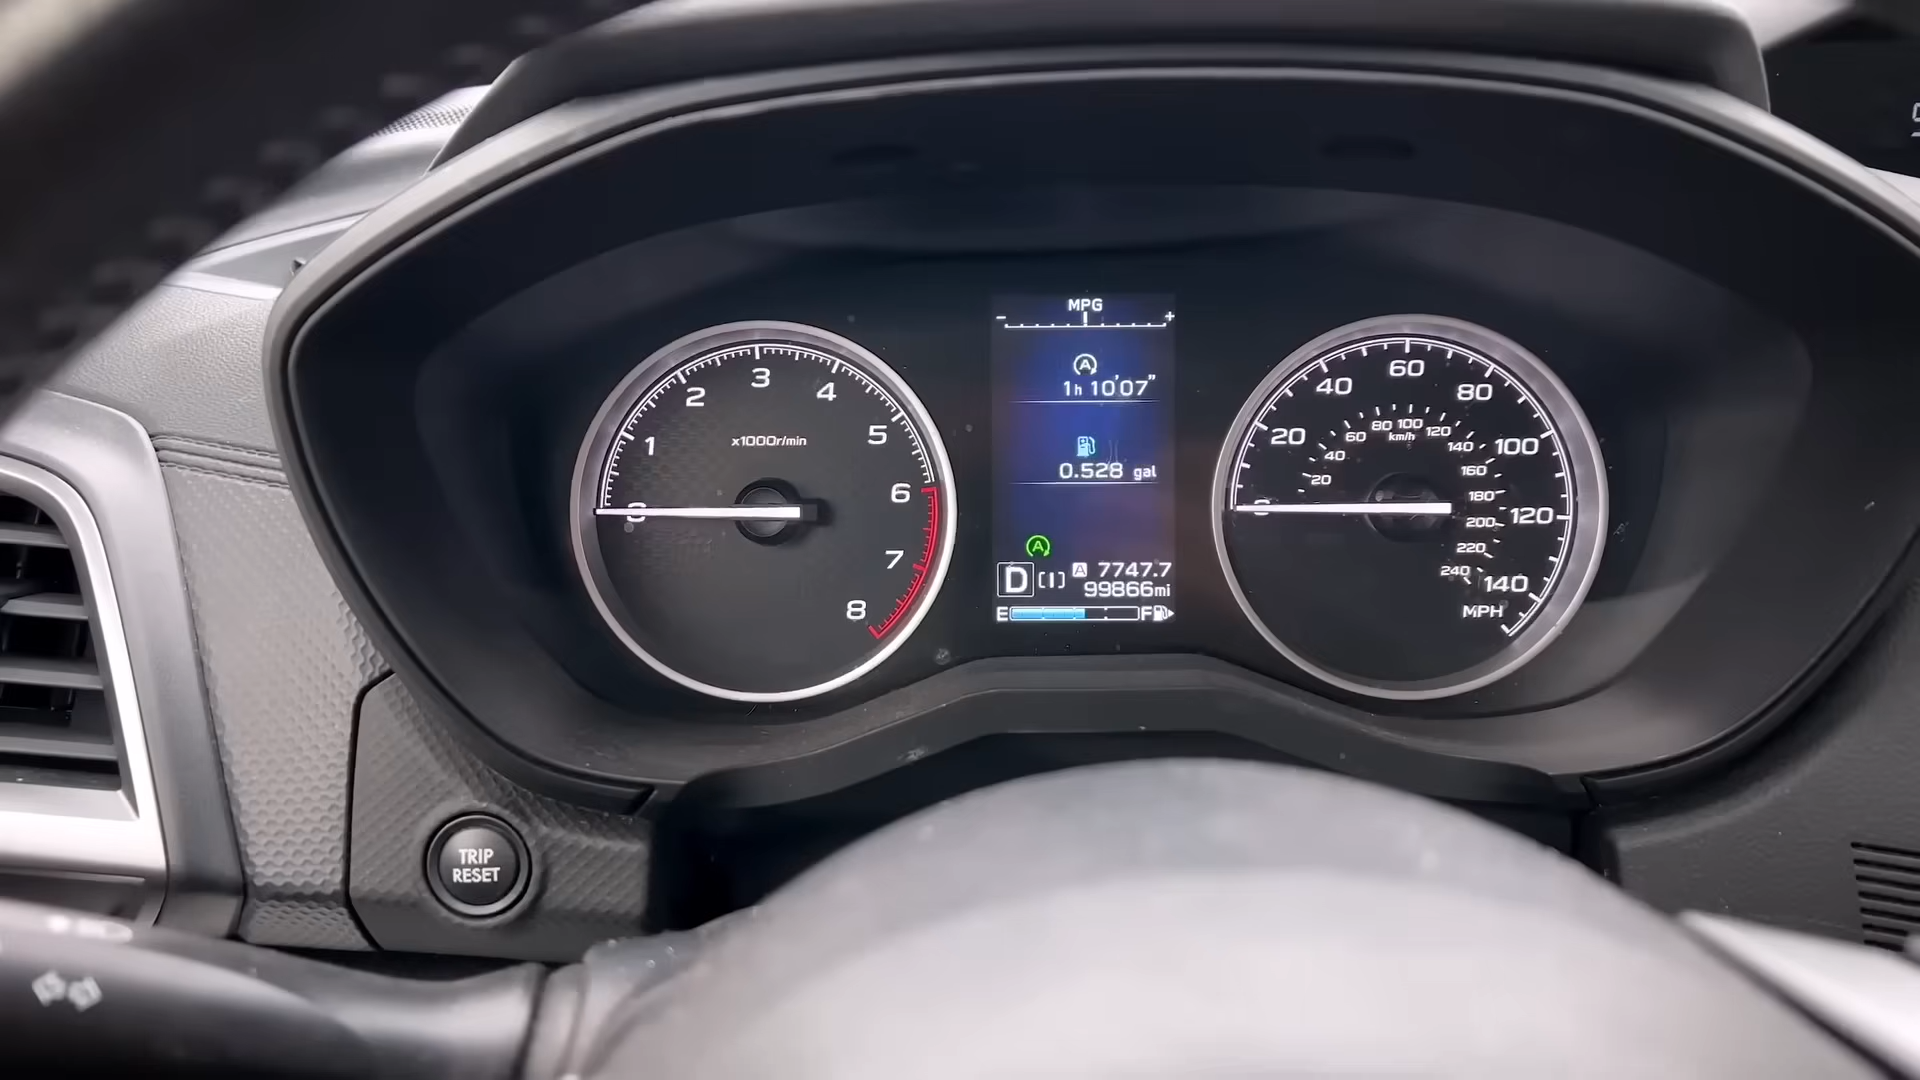 MPG
- +
A
1h 10'07"
0.528 gal
A
D [I] A 7747.7
99866mi
E F
0 1 2 3 4 5 6 7 8
x1000r/min
20 40 60 80 100 120 140
MPH
20 40 60 80 100 120 140 160 180 200 220 240
km/h
TRIP
RESET